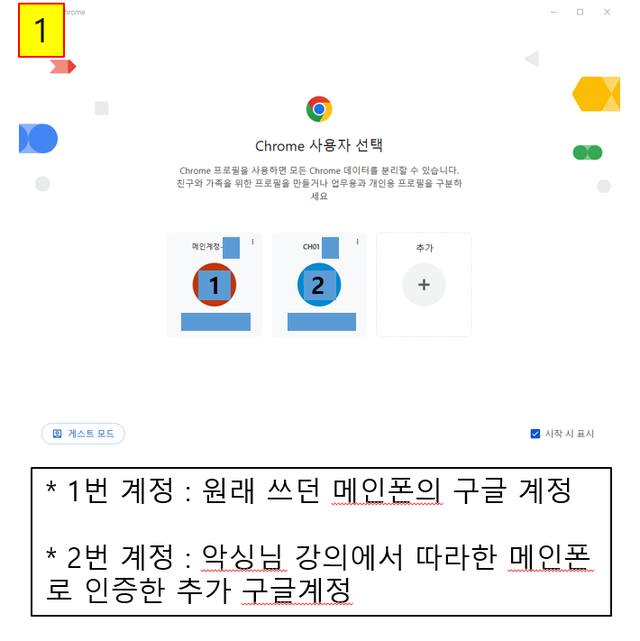 1
Chrome 사용자 선택
Chrome 프로필을 사용하면 모든 Chrome 데이터를 분리할 수 있습니다.
친구와 가족을 위한 프로필을 만들거나 업무용과 개인용 프로필을 구분하
세요
메인계정- CH01 추가
1 2
게스트 모드 시작 시 표시
* 1번 계정 : 원래 쓰던 메인폰의 구글 계정
* 2번 계정 : 악싱님 강의에서 따라한 메인폰
로 인증한 추가 구글계정